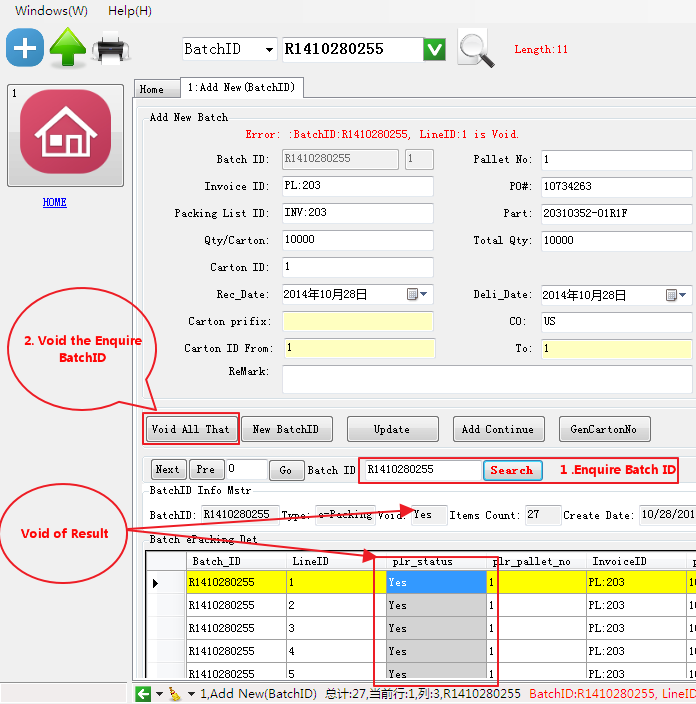 Windows(W) Help(H)
BatchID R1410280255 Length:11
1
HOME
Home 1:Add New(BatchID)
Add New Batch
Error: :BatchID:R1410280255, LineID:1 is Void.
Batch ID: R1410280255 1 Pallet No: 1
Invoice ID: PL:203 PO#: 10734263
Packing List ID: INV:203 Part: 20310352-01R1F
Qty/Carton: 10000 Total Qty: 10000
Carton ID: 1
Rec_Date: 2014年10月28日 Deli_Date: 2014年10月28日
Carton prifix: CO: US
Carton ID From: 1 To: 1
ReMark:
2. Void the Enquire
BatchID
Void All That New BatchID Update Add Continue GenCartonNo
Next Pre 0 Go Batch ID R1410280255 Search 1 .Enquire Batch ID
BatchID Info Mstr
BatchID: R1410280255 Type: e-Packing Void: Yes Items Count: 27 Create Date: 10/28/201
Void of Result
Batch ePacking Det
Batch_ID LineID plr_status plr_pallet_no InvoiceID p
R1410280255 1 Yes 1 PL:203 10
R1410280255 2 Yes 1 PL:203 10
R1410280255 3 Yes 1 PL:203 10
R1410280255 4 Yes 1 PL:203 10
R1410280255 5 Yes 1 PL:203 10
1,Add New(BatchID) 总计:27,当前行:1,列:3,R1410280255 BatchID:R1410280255, LineID